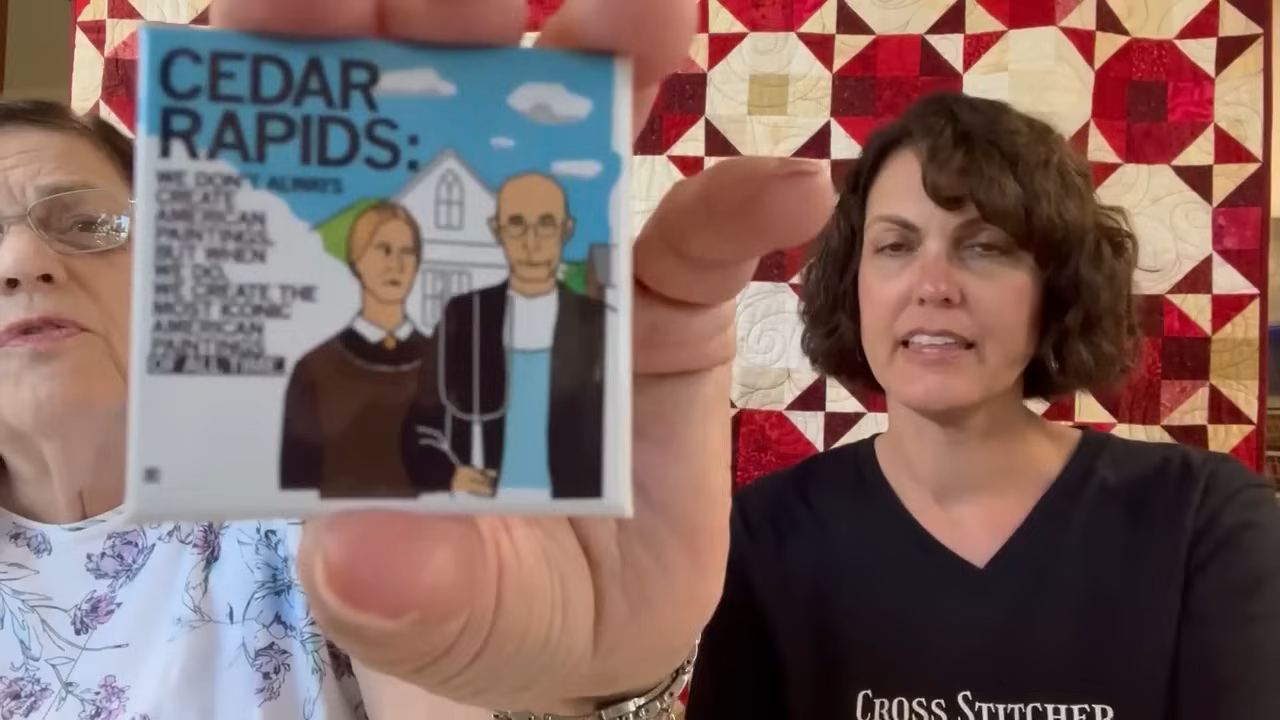 CEDAR
RAPIDS:
WE DON'T ALWAYS
CREATE
AMERICAN
PAINTINGS,
BUT WHEN
WE DO,
WE CREATE THE
MOST ICONIC
AMERICAN
PAINTINGS
OF ALL TIME.
CROSS STITCHER